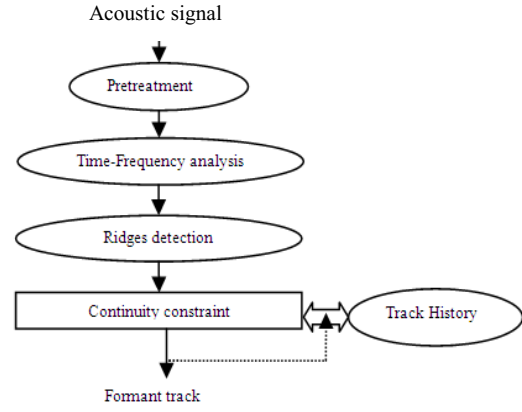 Acoustic signal
Pretreatment
Time-Frequency analysis
Ridges detection
Continuity constraint
Track History
Formant track